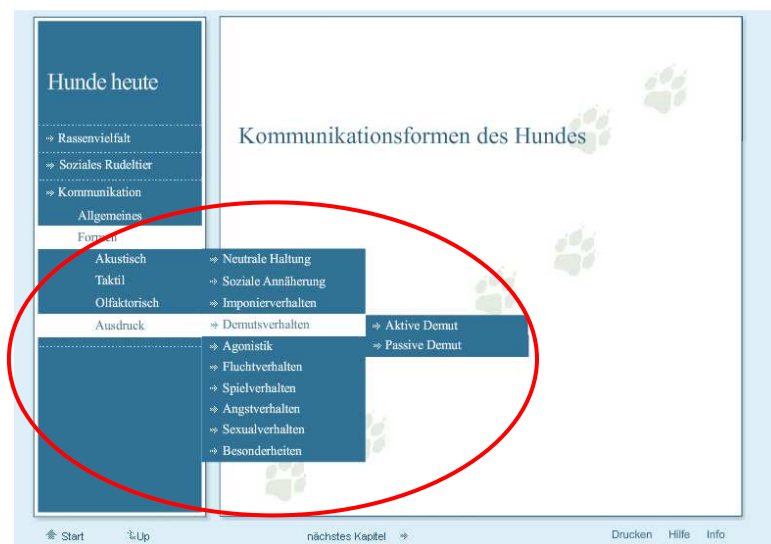 Hunde heute
Kommunikationsformen des Hundes
Rassenvielfalt
Soziales Rudeltier
Kommunikation
Allgemeines
Formen
Akustisch
Taktil
Olfaktorisch
Ausdruck
Neutrale Haltung
Soziale Annäherung
Imponierverhalten
Demutsverhalten
Agonistik
Fluchtverhalten
Spielverhalten
Angstverhalten
Sexualverhalten
Besonderheiten
Aktive Demut
Passive Demut
Start Up nächstes Kapitel Drucken Hilfe Info